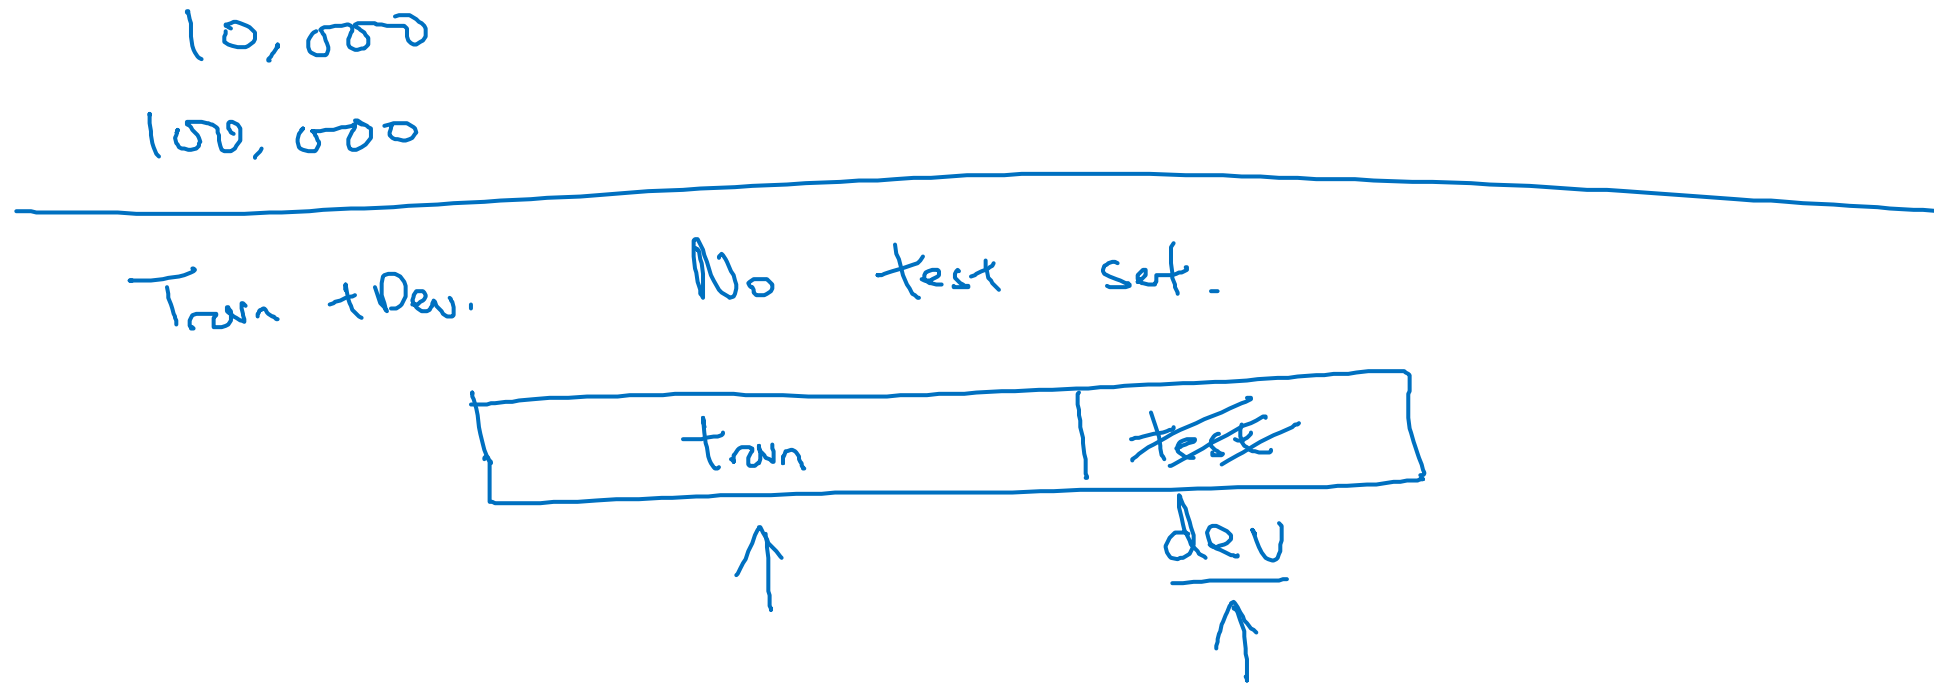 10,000
100,000
Train + Dev. No test set.
train test
dev